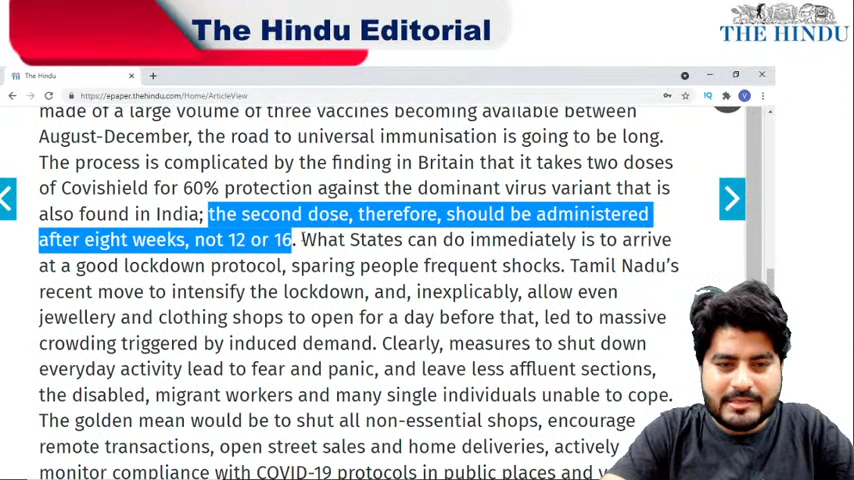 The Hindu Editorial
THE HINDU
The Hindu
https://epaper.thehindu.com/Home/ArticleView
made of a large volume of three vaccines becoming available between
August-December, the road to universal immunisation is going to be long.
The process is complicated by the finding in Britain that it takes two doses
of Covishield for 60% protection against the dominant virus variant that is
also found in India; the second dose, therefore, should be administered
after eight weeks, not 12 or 16. What States can do immediately is to arrive
at a good lockdown protocol, sparing people frequent shocks. Tamil Nadu’s
recent move to intensify the lockdown, and, inexplicably, allow even
jewellery and clothing shops to open for a day before that, led to massive
crowding triggered by induced demand. Clearly, measures to shut down
everyday activity lead to fear and panic, and leave less affluent sections,
the disabled, migrant workers and many single individuals unable to cope.
The golden mean would be to shut all non-essential shops, encourage
remote transactions, open street sales and home deliveries, actively
monitor compliance with COVID-19 protocols in public places and